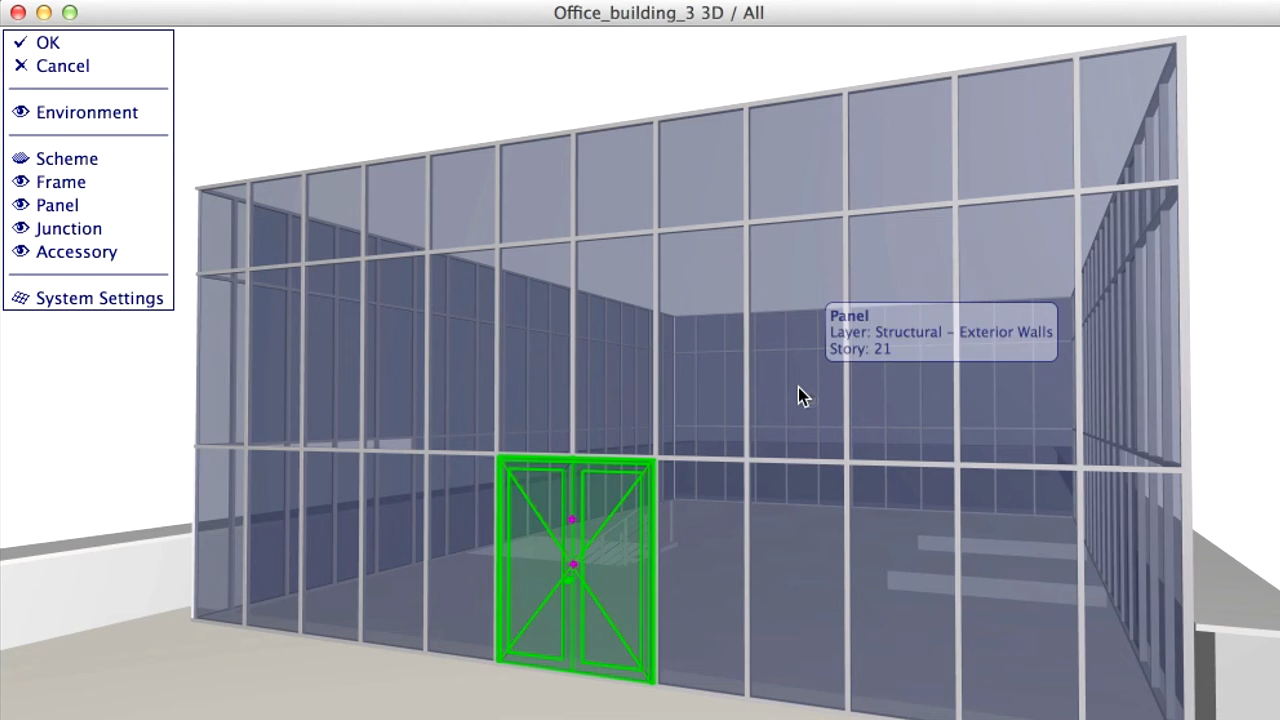 Office_building_3 3D / All
OK
Cancel
Environment
Scheme
Frame
Panel
Junction
Accessory
System Settings
Panel
Layer: Structural - Exterior Walls
Story: 21